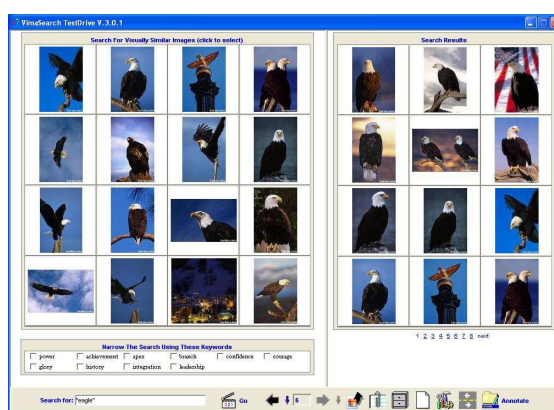 VimaSearch TestDrive V.3.0.1
Search For Visually Similar Images (click to select)
Search Results
1 2 3 4 5 6 7 8 next
Narrow The Search Using These Keywords
power achievement apex branch confidence courage
glory history integration leadership
Search for: "eagle" Go 6 Annotate